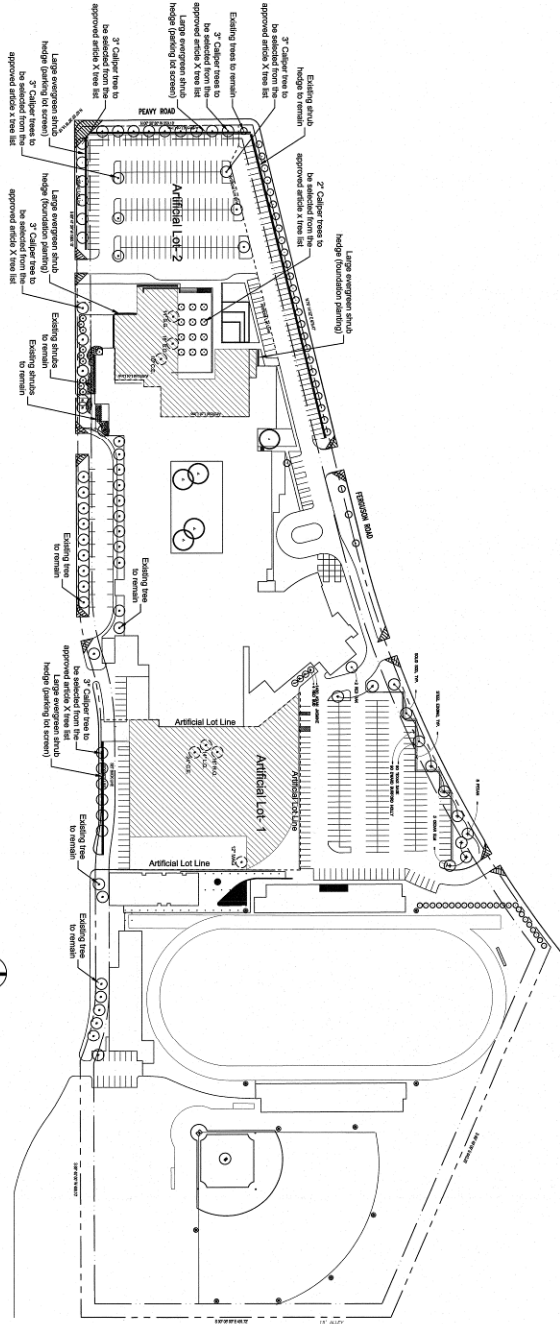 3" Caliper tree to
be selected from the
approved article X tree list
Existing shrub
hedge to remain
Existing trees to remain
3" Caliper trees to
be selected from the
approved article X tree list
Large evergreen shrub
hedge (parking lot screen)
3" Caliper tree to
be selected from the
approved article X tree list
Large evergreen shrub
hedge (parking lot screen)
3" Caliper trees to
be selected from the
approved article x tree list
2" Caliper trees to
be selected from the
approved article X tree list
Large evergreen shrub
hedge (foundation planting)
PEAVY ROAD
Artificial Lot-2
Large evergreen shrub
hedge (foundation planting)
3" Caliper tree to
be selected from the
approved article X tree list
Existing shrubs
to remain
Existing shrubs
to remain
Artificial Lot Line
FERGUSON ROAD
Existing tree
to remain
Existing tree
to remain
3" Caliper tree to
be selected from the
approved article X tree list
Large evergreen shrub
hedge (parking lot screen)
Artificial Lot Line
Artificial Lot-1
Artificial Lot Line
Artificial Lot Line
Existing tree
to remain
Existing tree
to remain